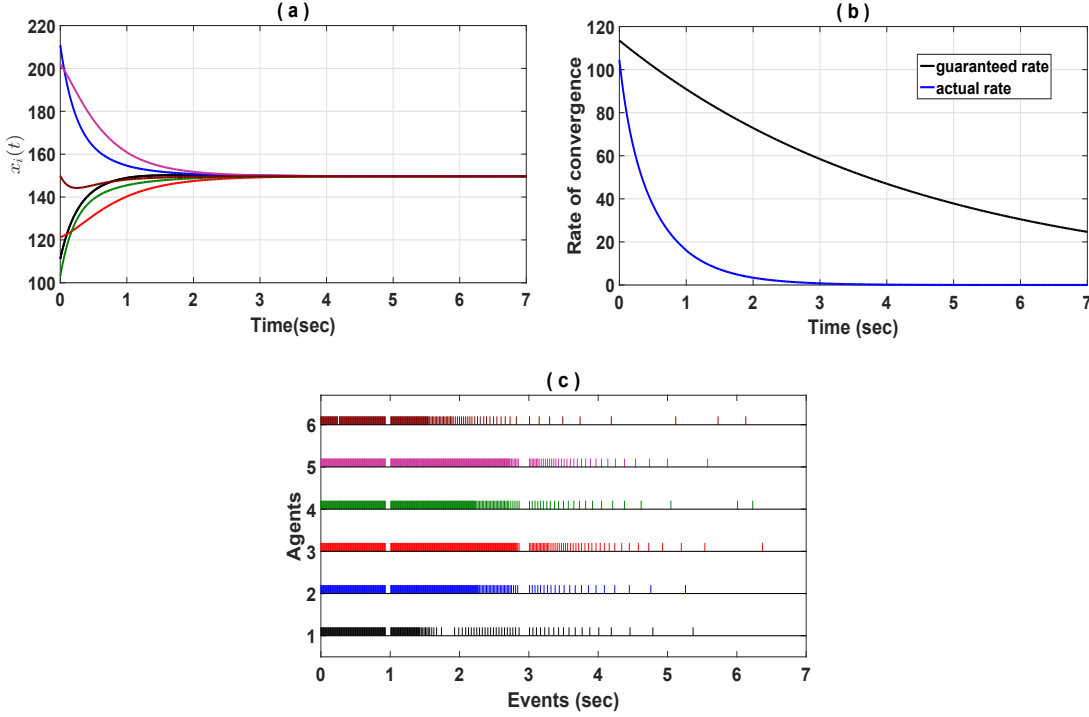 ( a )
220
200
180
160
140
120
100
x_i(t)
0 1 2 3 4 5 6 7
Time(sec)
( b )
120
100
80
60
40
20
0
Rate of convergence
guaranteed rate
actual rate
0 1 2 3 4 5 6 7
Time (sec)
( c )
6
5
4
3
2
1
Agents
0 1 2 3 4 5 6 7
Events (sec)